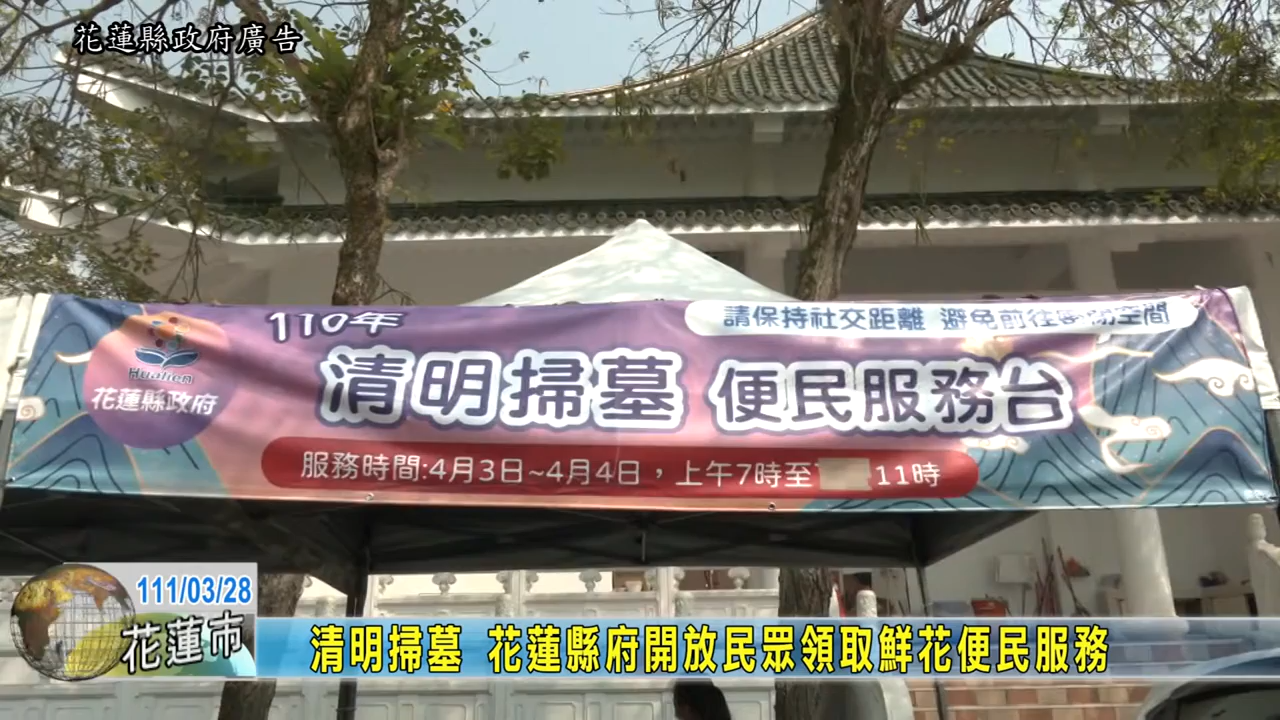 花蓮縣政府廣告
110年
請保持社交距離 避免前往密閉空間
Hualien
花蓮縣政府
清明掃墓 便民服務台
服務時間:4月3日~4月4日，上午7時至 11時
111/03/28
花蓮市
清明掃墓 花蓮縣府開放民眾領取鮮花便民服務